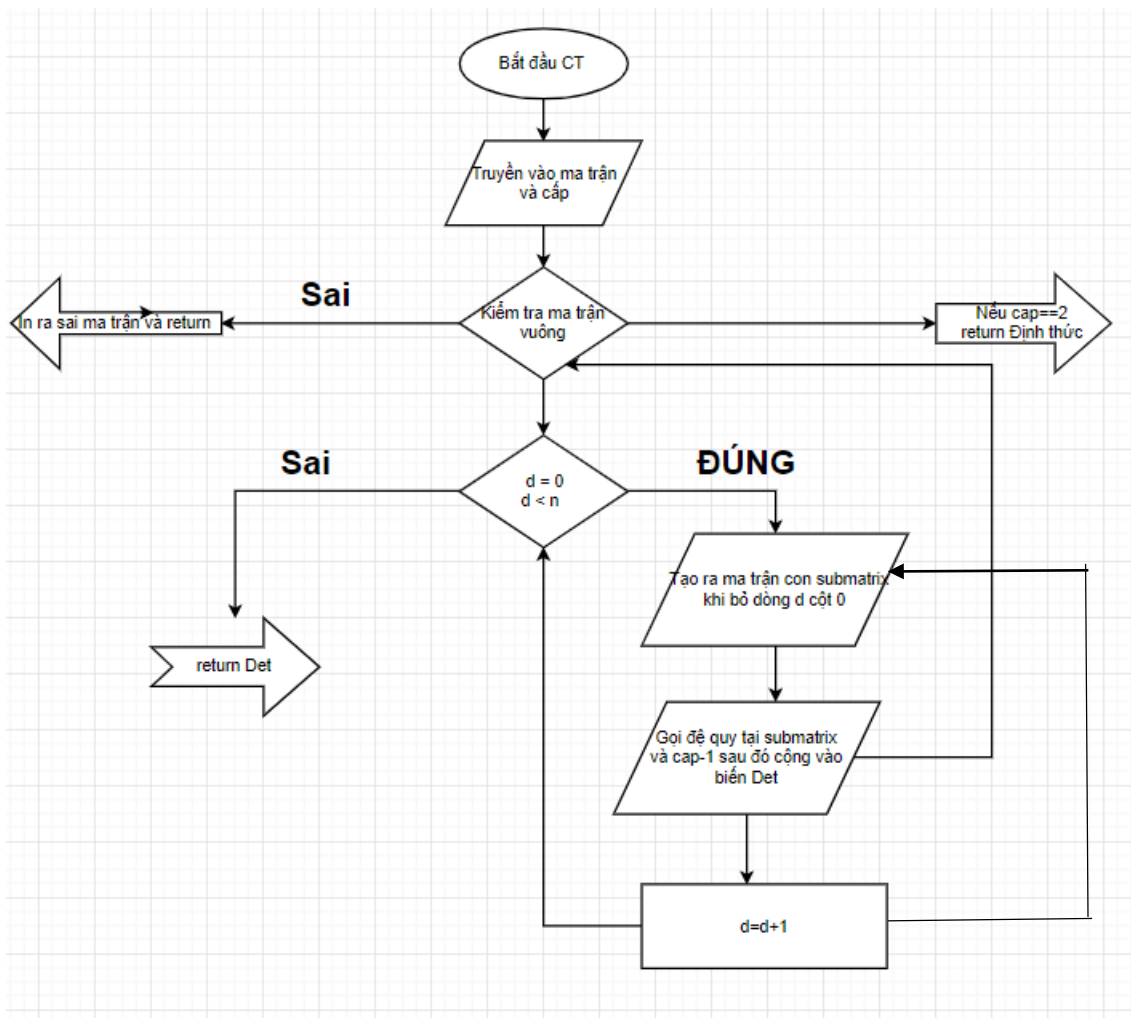 Bắt đầu CT
Truyền vào ma trận
và cấp
Sai
In ra sai ma trận và return
Kiểm tra ma trận
vuông
Nếu cap==2
return Định thức
Sai
ĐÚNG
d = 0
d < n
Tạo ra ma trận con submatrix
khi bỏ dòng d cột 0
return Det
Gọi đệ quy tại submatrix
và cap-1 sau đó cộng vào
biến Det
d=d+1